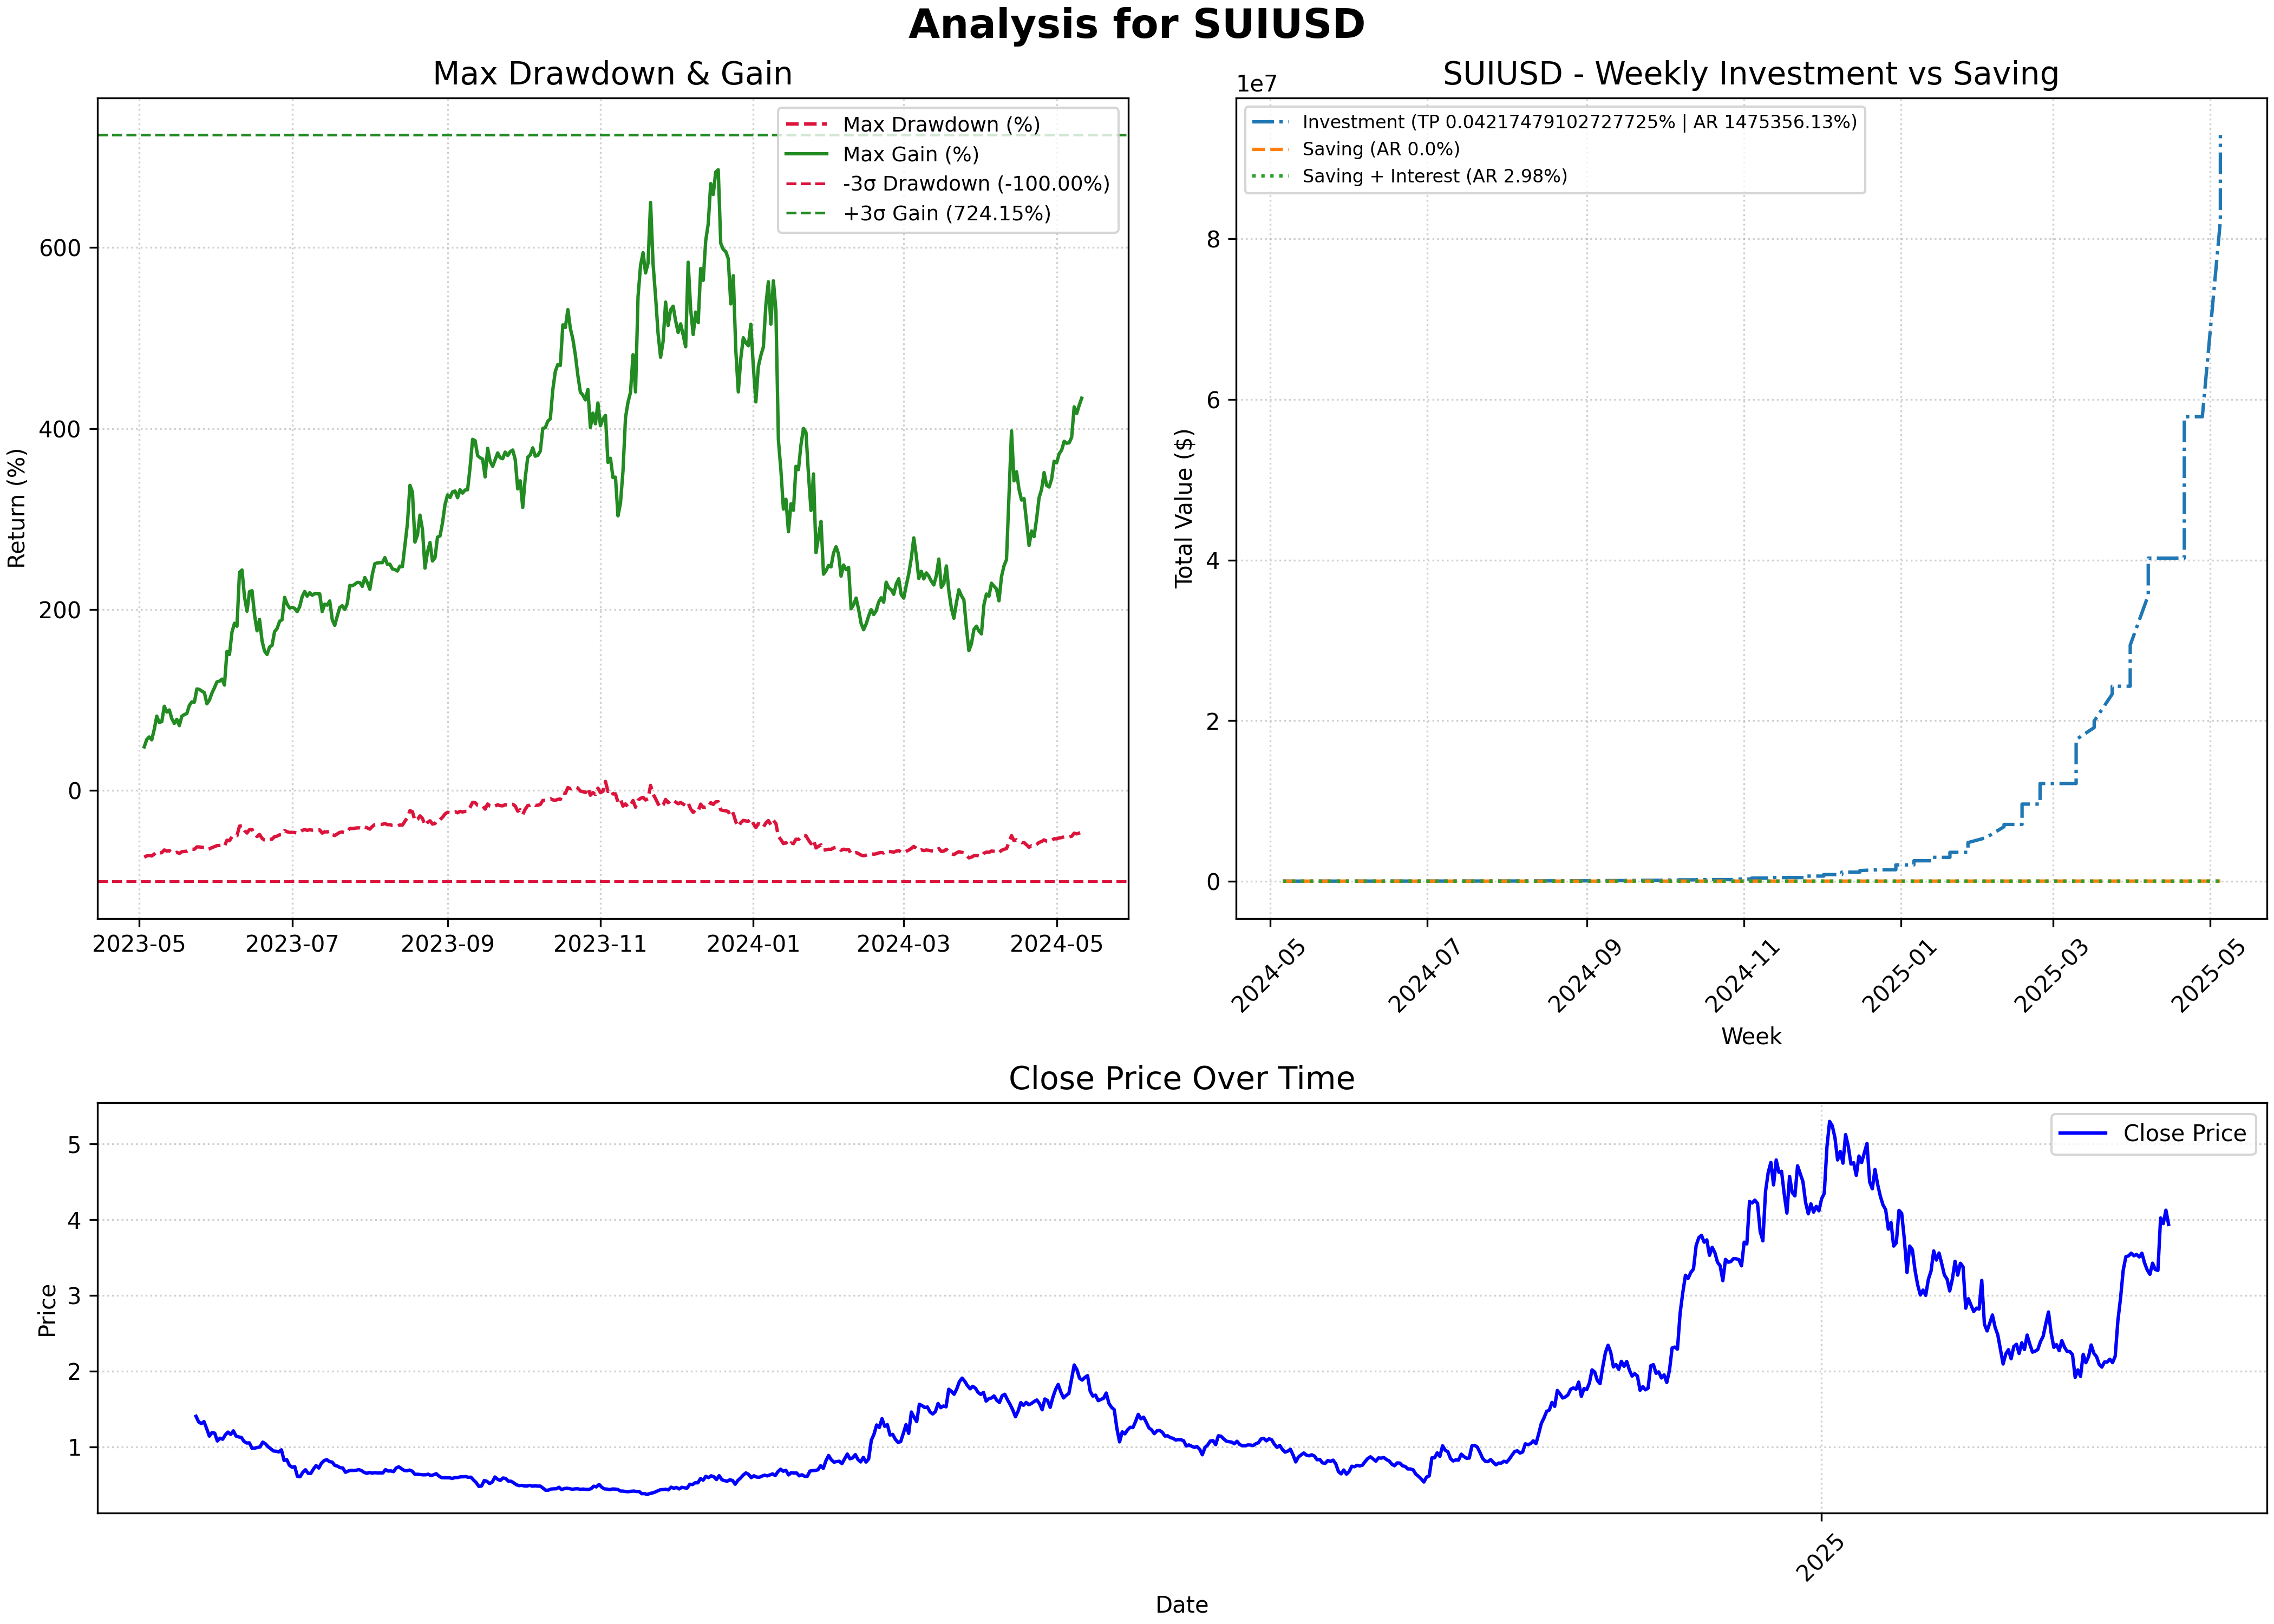 Analysis for SUIUSD
Max Drawdown & Gain
Return (%)
600
400
200
0
2023-05
2023-07
2023-09
2023-11
2024-01
2024-03
2024-05
Max Drawdown (%)
Max Gain (%)
-3σ Drawdown (-100.00%)
+3σ Gain (724.15%)
SUIUSD - Weekly Investment vs Saving
1e7
Total Value ($)
8
6
4
2
0
Investment (TP 0.04217479102727725% | AR 1475356.13%)
Saving (AR 0.0%)
Saving + Interest (AR 2.98%)
2024-05
2024-07
2024-09
2024-11
2025-01
2025-03
2025-05
Week
Close Price Over Time
Price
5
4
3
2
1
Close Price
2025
Date